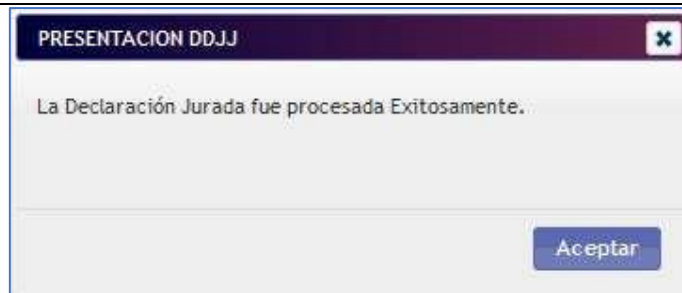 PRESENTACION DDJJ
La Declaración Jurada fue procesada Exitosamente.
Aceptar